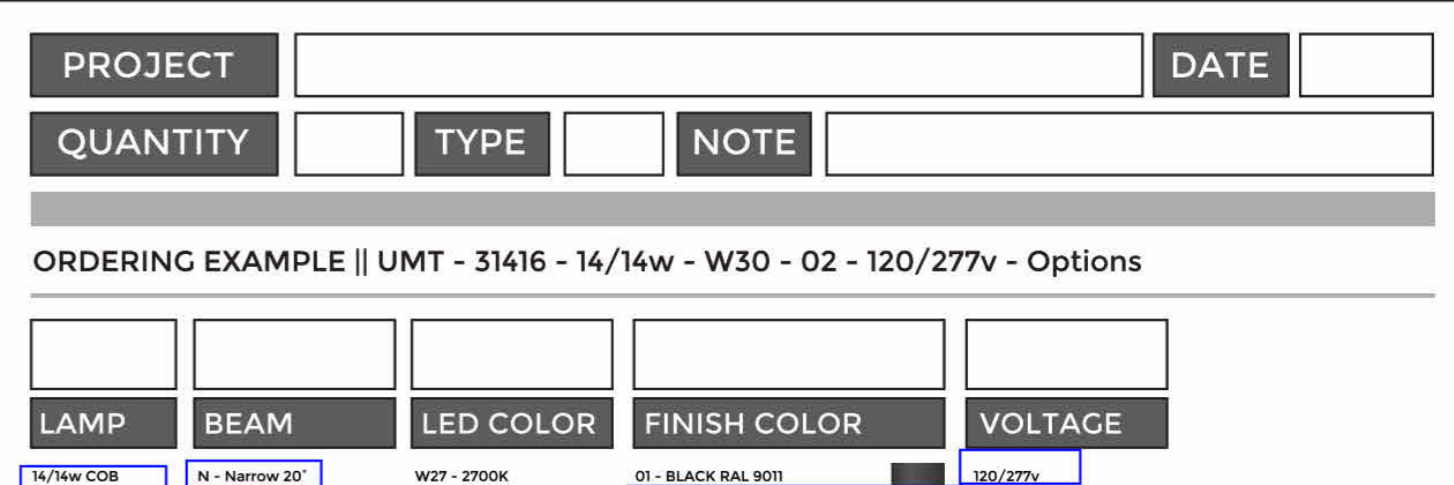 PROJECT DATE
QUANTITY TYPE NOTE
ORDERING EXAMPLE || UMT - 31416 - 14/14w - W30 - 02 - 120/277v - Options
LAMP BEAM LED COLOR FINISH COLOR VOLTAGE
14/14w COB N - Narrow 20° W27 - 2700K 01 - BLACK RAL 9011 120/277v